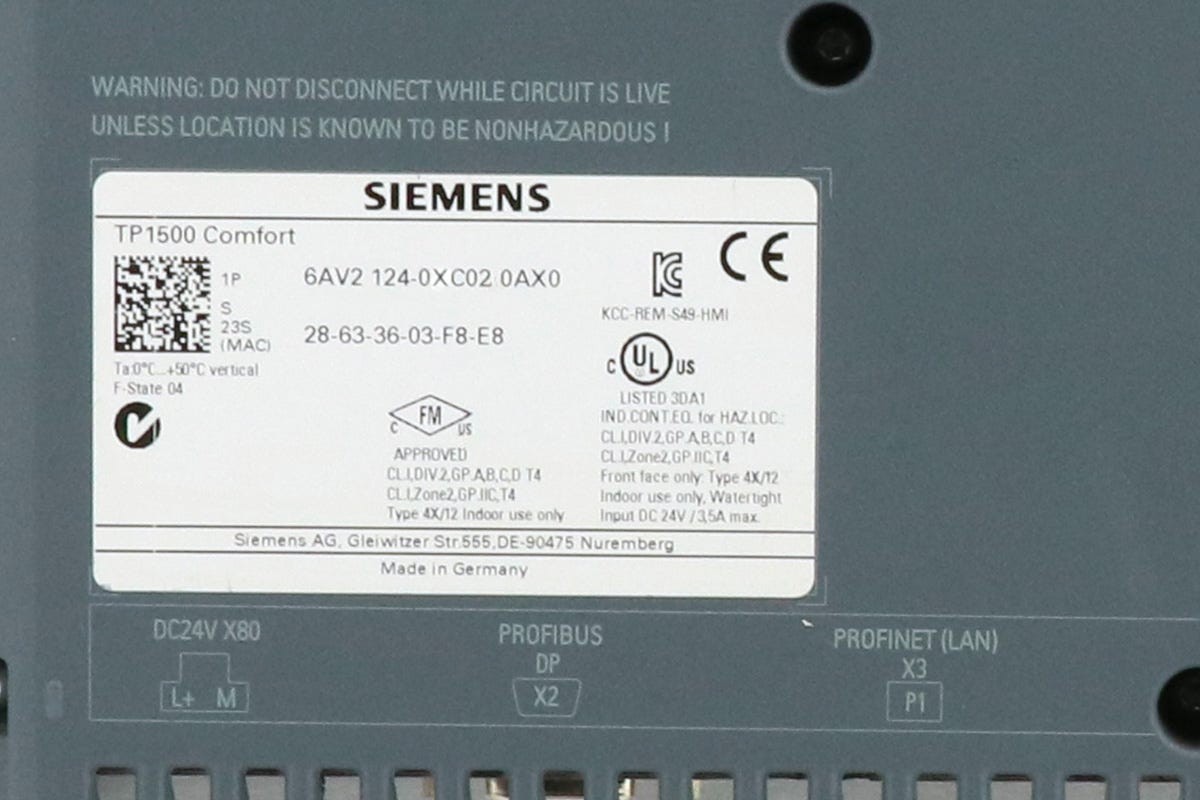 WARNING: DO NOT DISCONNECT WHILE CIRCUIT IS LIVE
UNLESS LOCATION IS KNOWN TO BE NONHAZARDOUS !
SIEMENS
TP1500 Comfort
1P 6AV2 124-0XC02 0AX0
S
23S 28-63-36-03-F8-E8
(MAC)
Ta:0°C...+50°C vertical
F-State 04
CE
KCC-REM-S49-HMI
C UL US
LISTED 3DA1
IND.CONT.EQ. for HAZ.LOC.:
CL.I,DIV.2,GP.A,B,C,D T4
CL.I,Zone2,GP.IIC,T4
Front face only: Type 4X/12
Indoor use only, Watertight
Input DC 24V / 3,5A max.
C FM US
APPROVED
CL.I,DIV.2,GP.A,B,C,D T4
CL.I,Zone2,GP.IIC,T4
Type 4X/12 Indoor use only
Siemens AG, Gleiwitzer Str.555,DE-90475 Nuremberg
Made in Germany
DC24V X80
L+ M
PROFIBUS
DP
X2
PROFINET (LAN)
X3
P1